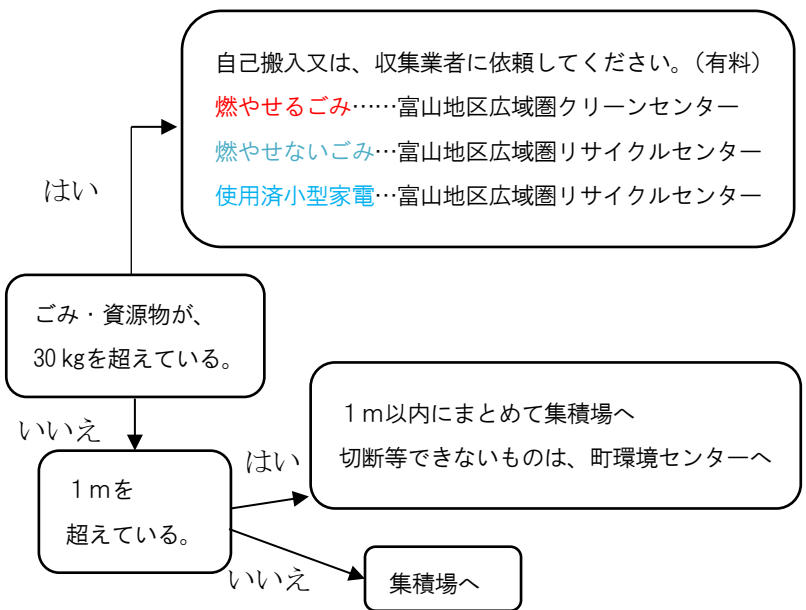 自己搬入又は、収集業者に依頼してください。（有料）
燃やせるごみ……富山地区広域圏クリーンセンター
燃やせないごみ…富山地区広域圏リサイクルセンター
使用済小型家電…富山地区広域圏リサイクルセンター
はい
ごみ・資源物が、
30㎏を超えている。
いいえ
１ｍを
超えている。
はい
１ｍ以内にまとめて集積場へ
切断等できないものは、町環境センターへ
いいえ
集積場へ